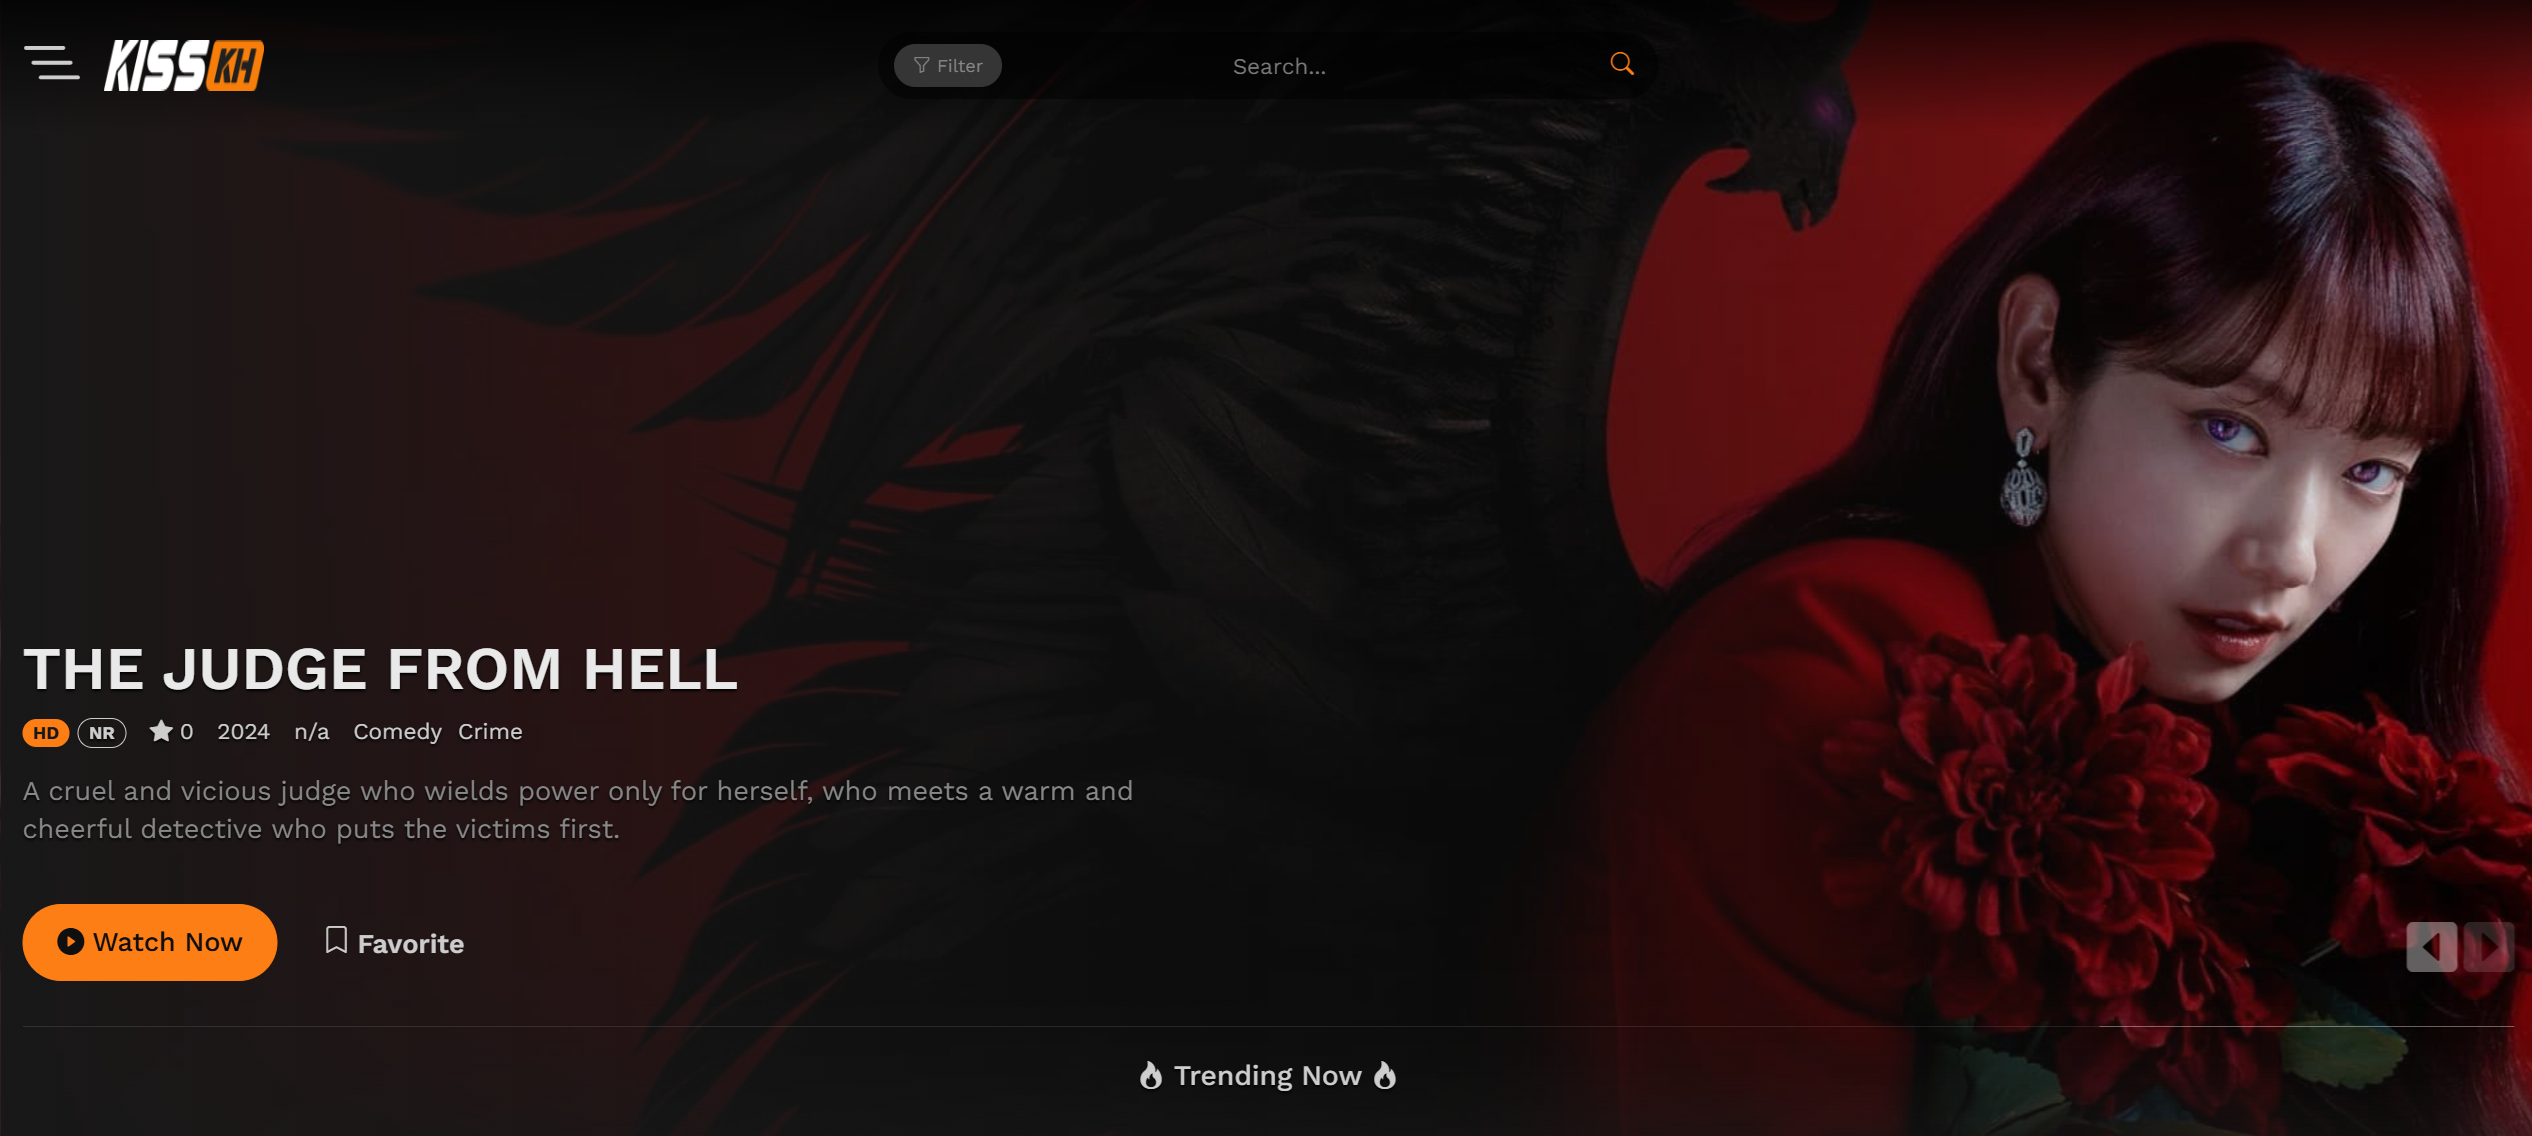 KISSKH
Filter
Search...
THE JUDGE FROM HELL
HD NR 0 2024 n/a Comedy Crime
A cruel and vicious judge who wields power only for herself, who meets a warm and
cheerful detective who puts the victims first.
Watch Now
Favorite
Trending Now